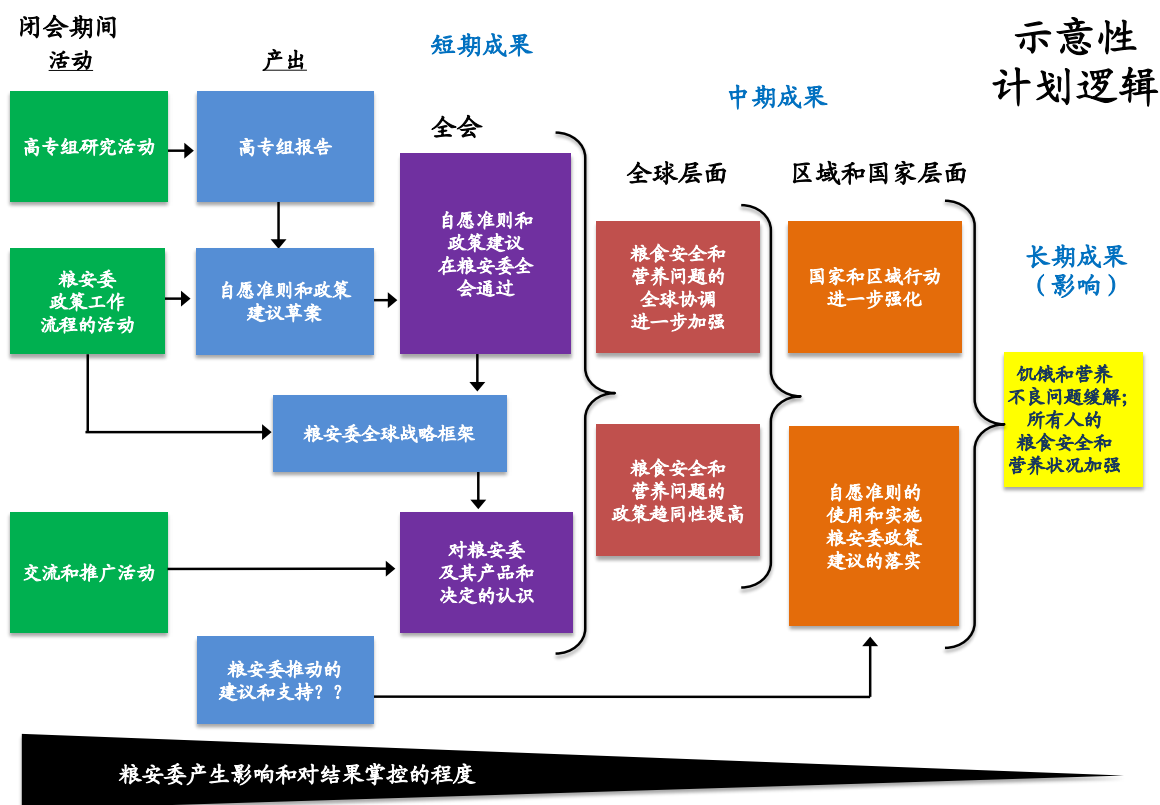 示意性
计划逻辑
闭会期间
活动
产出
短期成果
中期成果
全会
全球层面
区域和国家层面
长期成果
（影响）
高专组研究活动
高专组报告
自愿准则和
政策建议
在粮安委全
会通过
粮安委
政策工作
流程的活动
自愿准则和政策
建议草案
粮食安全和
营养问题的
全球协调
进一步加强
国家和区域行动
进一步强化
饥饿和营养
不良问题缓解；
所有人的
粮食安全和
营养状况加强
粮安委全球战略框架
粮食安全和
营养问题的
政策趋同性提高
自愿准则的
使用和实施
粮安委政策
建议的落实
交流和推广活动
对粮安委
及其产品和
决定的认识
粮安委推动的
建议和支持？？
粮安委产生影响和对结果掌控的程度